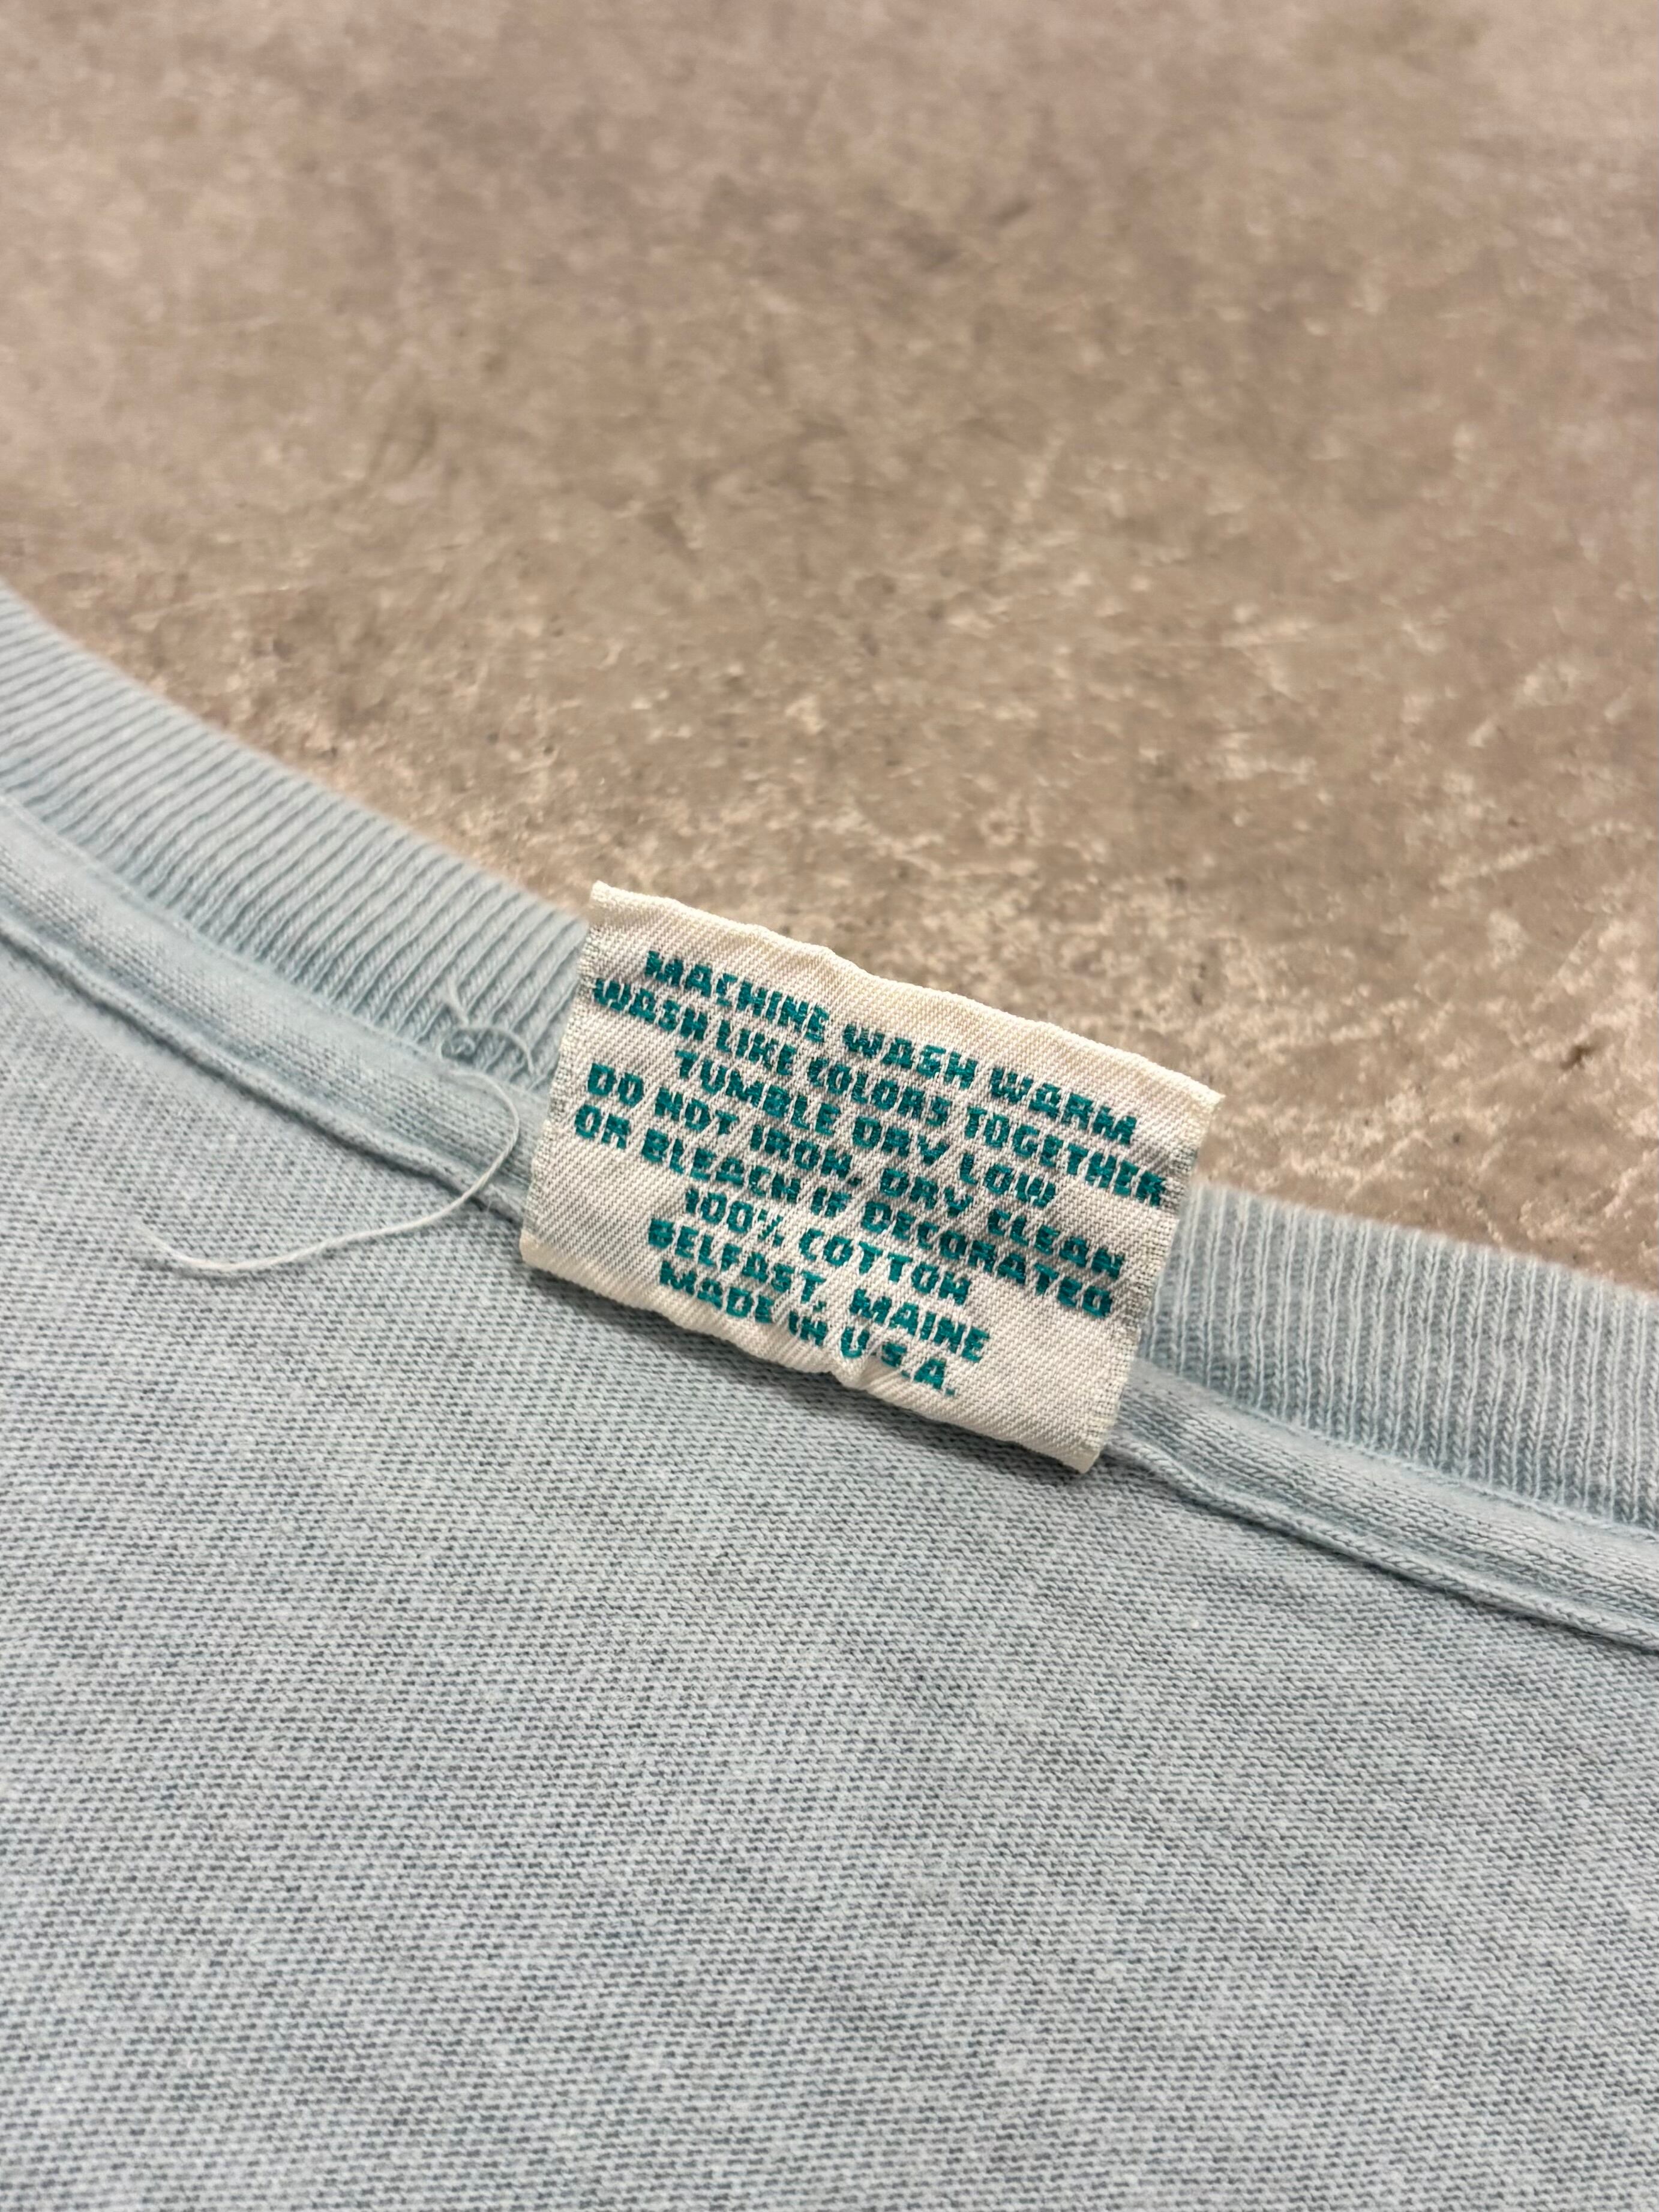 MACHINE WASH WARM
WASH LIKE COLORS TOGETHER
TUMBLE DRY LOW
DO NOT IRON, DRY CLEAN
OR BLEACH IF DECORATED
100% COTTON
BELFAST, MAINE
MADE IN U.S.A.